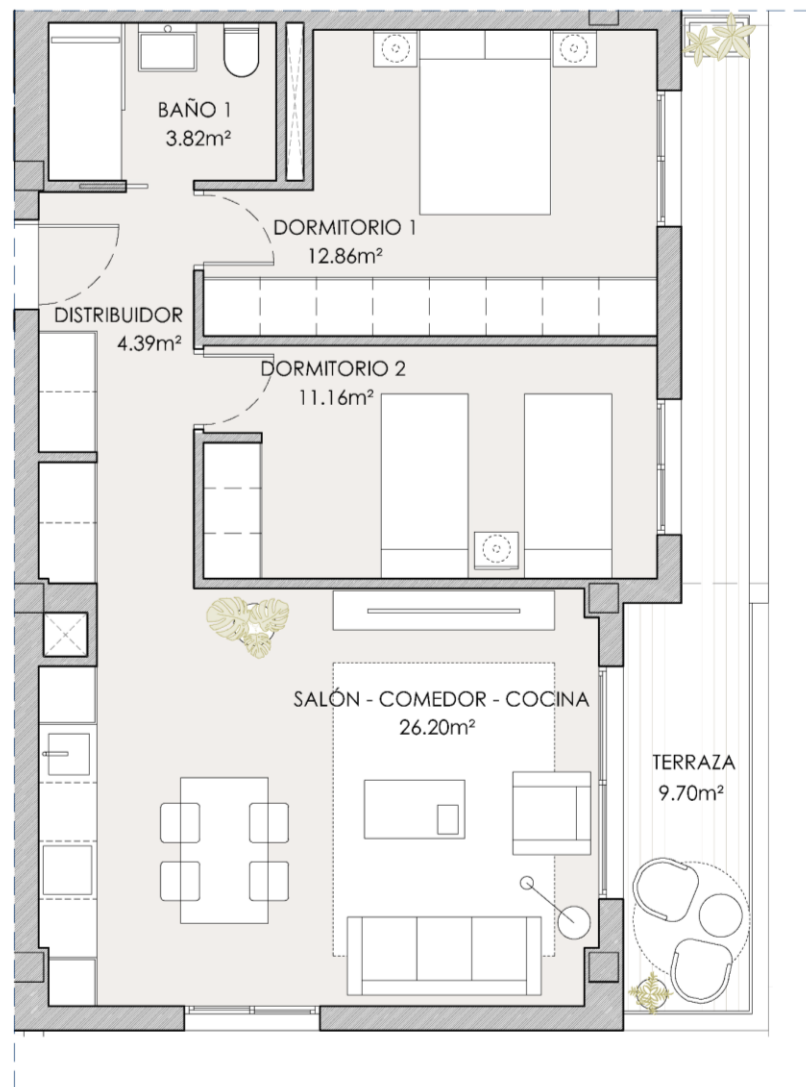 BAÑO 1
3.82m²
DORMITORIO 1
12.86m²
DISTRIBUIDOR
4.39m²
DORMITORIO 2
11.16m²
SALÓN - COMEDOR - COCINA
26.20m²
TERRAZA
9.70m²